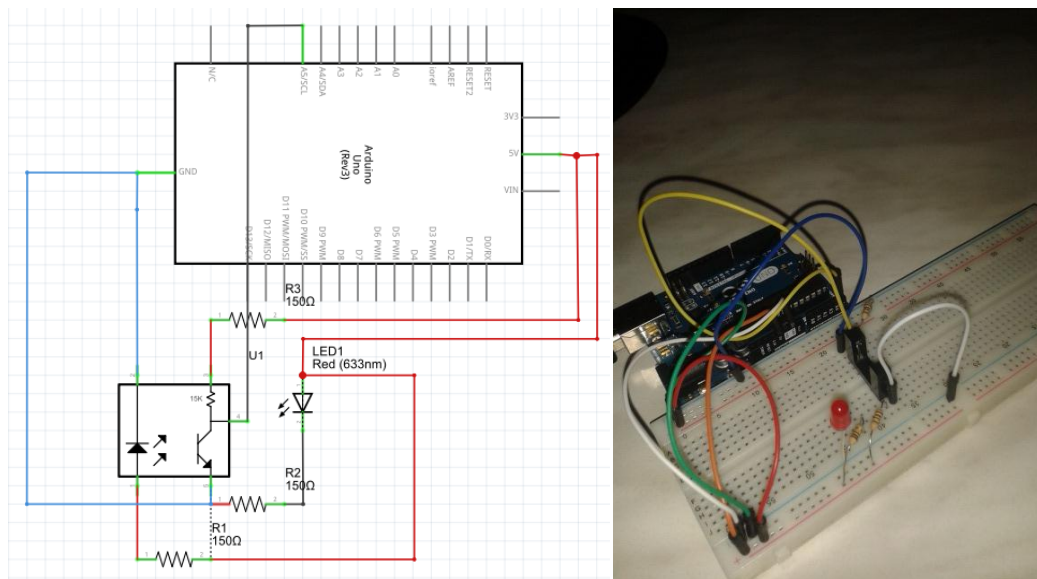 N/C
A5/SCL
A4/SDA
A3
A2
A1
A0
ioref
AREF
RESET2
RESET
3V3
Arduino
Uno
(Rev3)
5V
VIN
GND
D13/SCK
D12/MISO
D11 PWM/MOSI
D10 PWM/SS
D9 PWM
D8
D7
D6 PWM
D5 PWM
D4
D3 PWM
D2
D1/TX
D0/RX
R3
150Ω
1
2
U1
LED1
Red (633nm)
15K
4
R2
150Ω
1
2
R1
150Ω
1
2